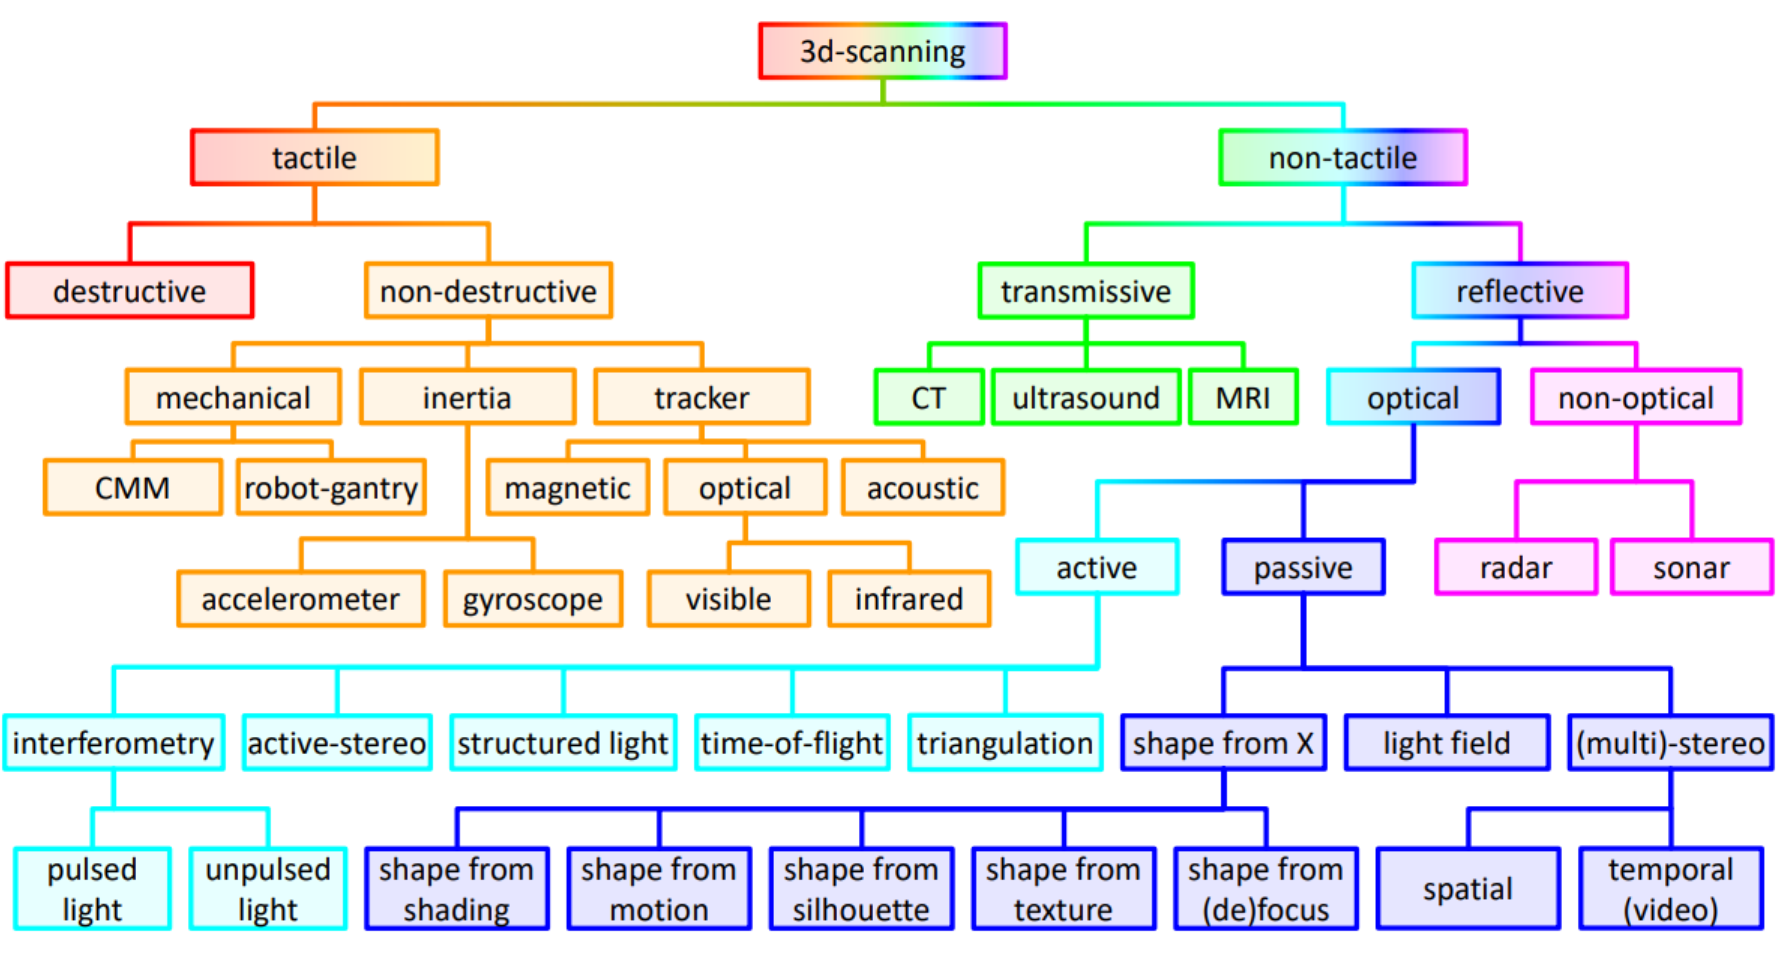 3d-scanning
tactile
non-tactile
destructive
non-destructive
transmissive
reflective
mechanical
inertia
tracker
CT
ultrasound
MRI
optical
non-optical
CMM
robot-gantry
magnetic
optical
acoustic
active
passive
radar
sonar
accelerometer
gyroscope
visible
infrared
interferometry
active-stereo
structured light
time-of-flight
triangulation
shape from X
light field
(multi)-stereo
pulsed
light
unpulsed
light
shape from
shading
shape from
motion
shape from
silhouette
shape from
texture
shape from
(de)focus
spatial
temporal
(video)